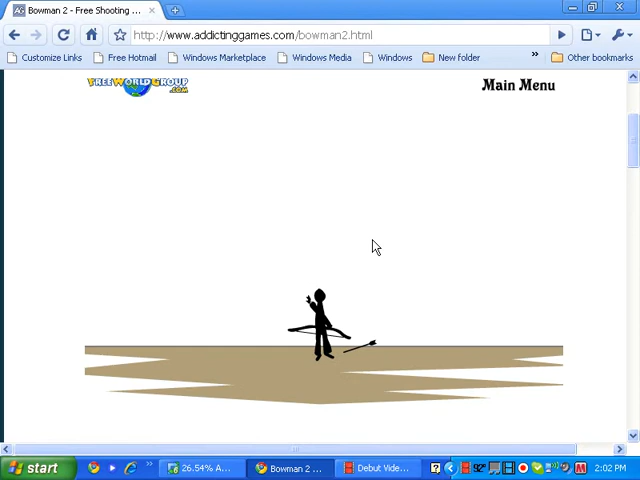 Bowman 2 - Free Shooting ...
http://www.addictinggames.com/bowman2.html
Customize Links Free Hotmail Windows Marketplace Windows Media Windows New folder » Other bookmarks
FREEWORLDGROUP .COM Main Menu
start 26.54% A... Bowman 2 ... Debut Vide... 2:02 PM